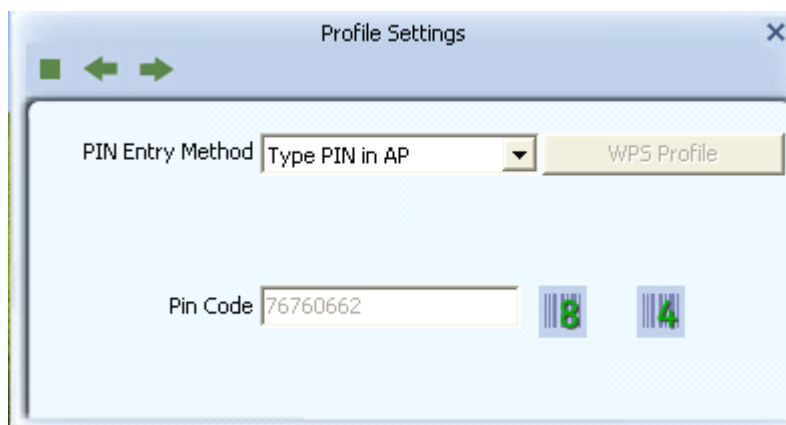 Profile Settings
PIN Entry Method Type PIN in AP WPS Profile
Pin Code 76760662 8 4